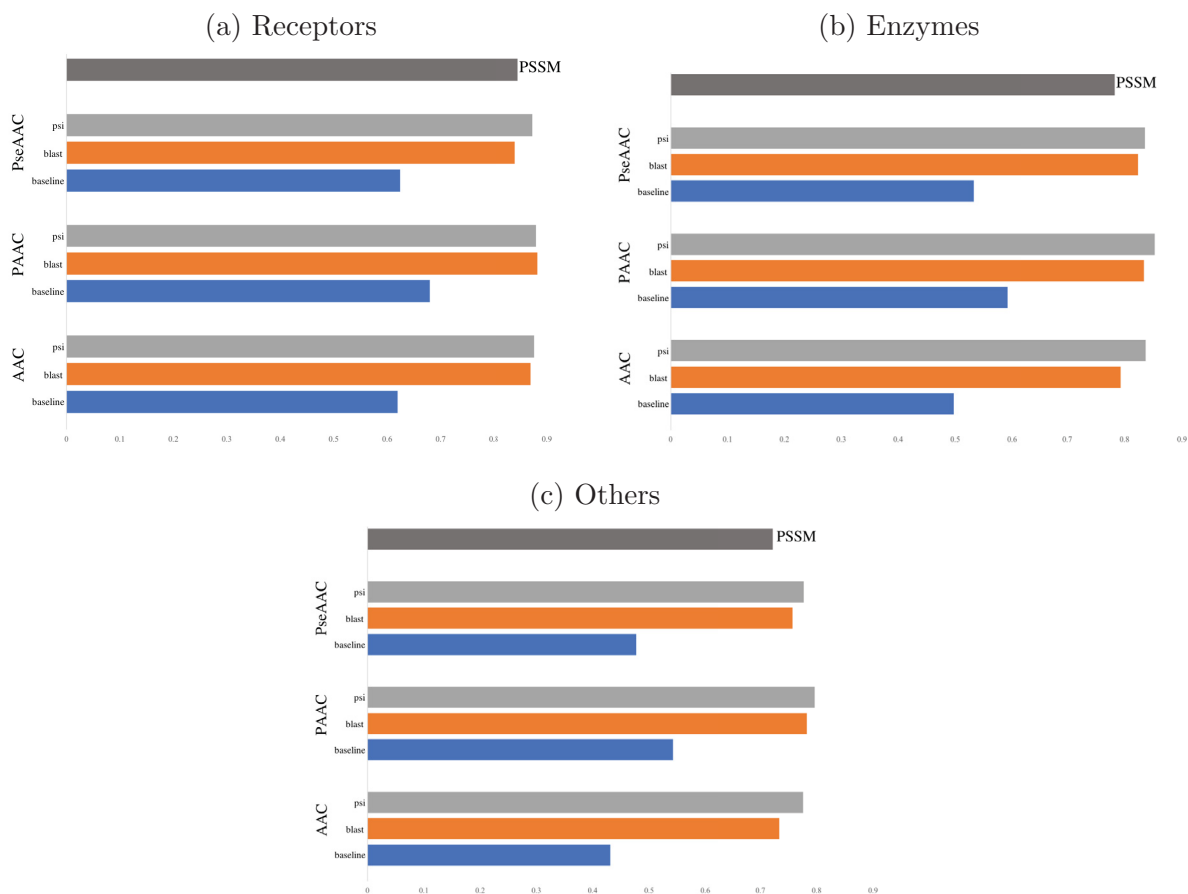 (a) Receptors
PSSM
PseAAC
psi
blast
baseline
PAAC
psi
blast
baseline
AAC
psi
blast
baseline
0 0.1 0.2 0.3 0.4 0.5 0.6 0.7 0.8 0.9
(b) Enzymes
PSSM
PseAAC
psi
blast
baseline
PAAC
psi
blast
baseline
AAC
psi
blast
baseline
0 0.1 0.2 0.3 0.4 0.5 0.6 0.7 0.8 0.9
(c) Others
PSSM
PseAAC
psi
blast
baseline
PAAC
psi
blast
baseline
AAC
psi
blast
baseline
0 0.1 0.2 0.3 0.4 0.5 0.6 0.7 0.8 0.9